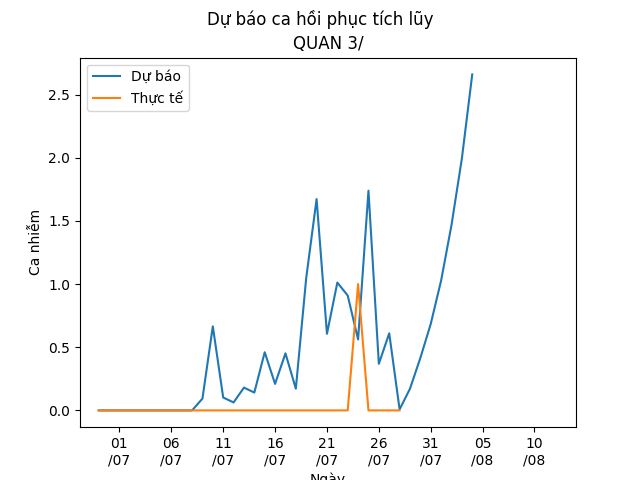 Dự báo ca hồi phục tích lũy
QUAN 3/
Dự báo
Thực tế
2.5
2.0
1.5
1.0
0.5
0.0
Ca nhiễm
01 06 11 16 21 26 31 05 10
/07 /07 /07 /07 /07 /07 /07 /08 /08
Ngày